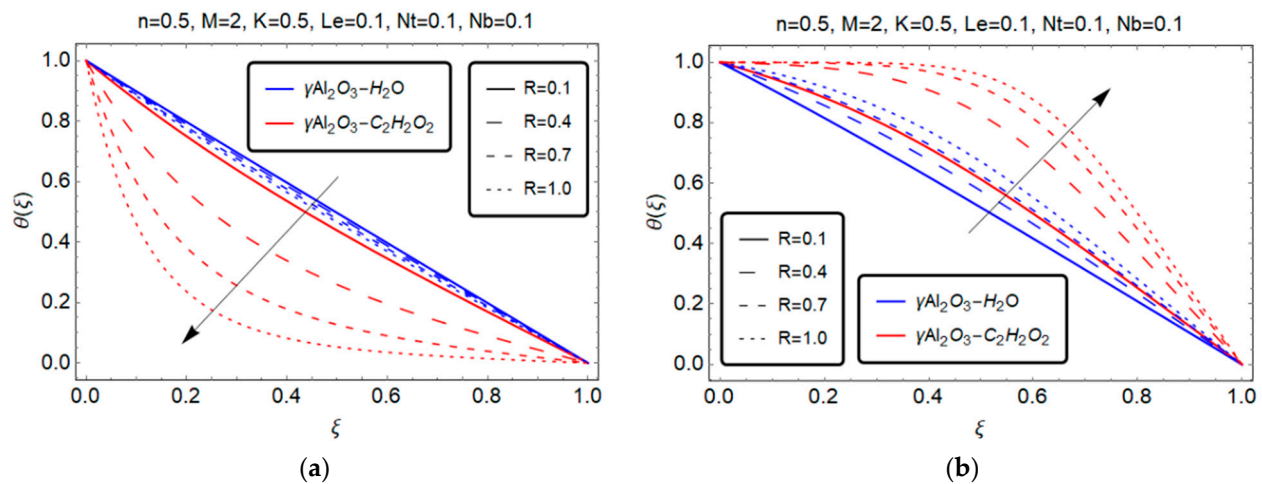 n=0.5, M=2, K=0.5, Le=0.1, Nt=0.1, Nb=0.1
θ(ξ)
1.0
0.8
0.6
0.4
0.2
0.0
γAl₂O₃−H₂O
γAl₂O₃−C₂H₂O₂
R=0.1
R=0.4
R=0.7
R=1.0
0.0 0.2 0.4 0.6 0.8 1.0
ξ
(a)
n=0.5, M=2, K=0.5, Le=0.1, Nt=0.1, Nb=0.1
θ(ξ)
1.0
0.8
0.6
0.4
0.2
0.0
R=0.1
R=0.4
R=0.7
R=1.0
γAl₂O₃−H₂O
γAl₂O₃−C₂H₂O₂
0.0 0.2 0.4 0.6 0.8 1.0
ξ
(b)